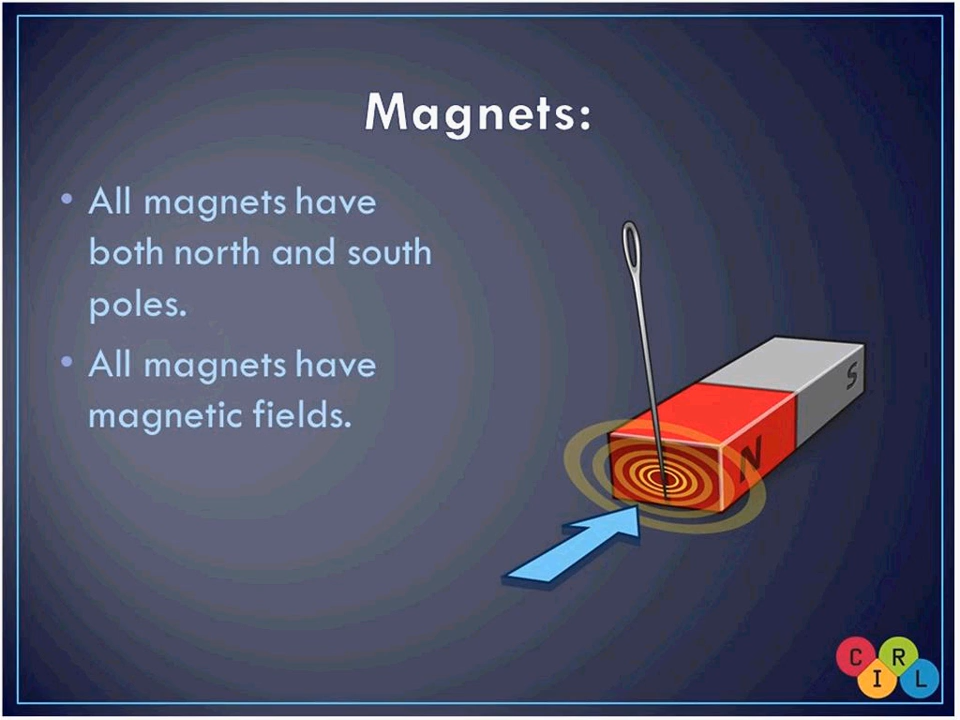 Magnets:
• All magnets have
both north and south
poles.
• All magnets have
magnetic fields.
S
N
C R
I L